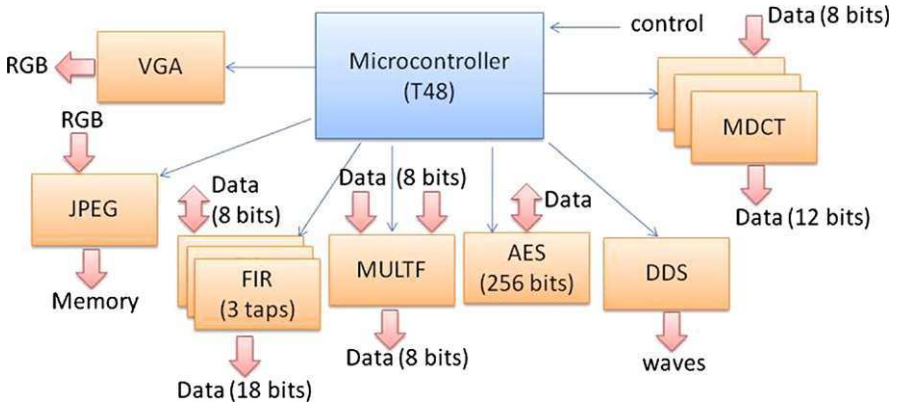 control
Data (8 bits)
RGB
VGA
Microcontroller
(T48)
MDCT
RGB
JPEG
Data
(8 bits)
Data (8 bits)
Data
Data (12 bits)
FIR
(3 taps)
MULTF
AES
(256 bits)
DDS
Memory
Data (18 bits)
Data (8 bits)
waves